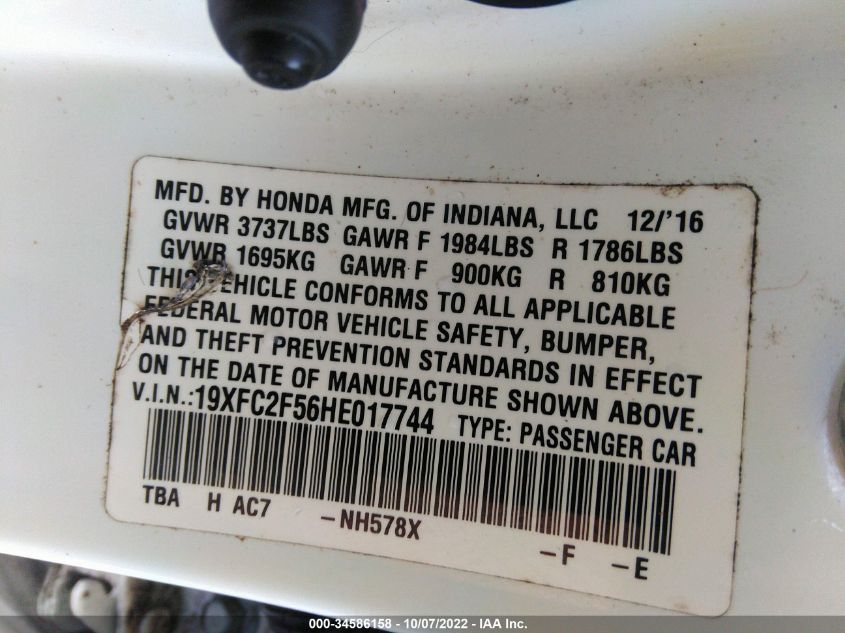 MFD. BY HONDA MFG. OF INDIANA, LLC 12/'16
GVWR 3737LBS GAWR F 1984LBS R 1786LBS
GVWR 1695KG GAWR F 900KG R 810KG
THIS VEHICLE CONFORMS TO ALL APPLICABLE
FEDERAL MOTOR VEHICLE SAFETY, BUMPER,
AND THEFT PREVENTION STANDARDS IN EFFECT
ON THE DATE OF MANUFACTURE SHOWN ABOVE.
V.I.N.:19XFC2F56HE017744 TYPE: PASSENGER CAR
TBA H AC7 -NH578X -F -E
000-34586158 - 10/07/2022 - IAA Inc.